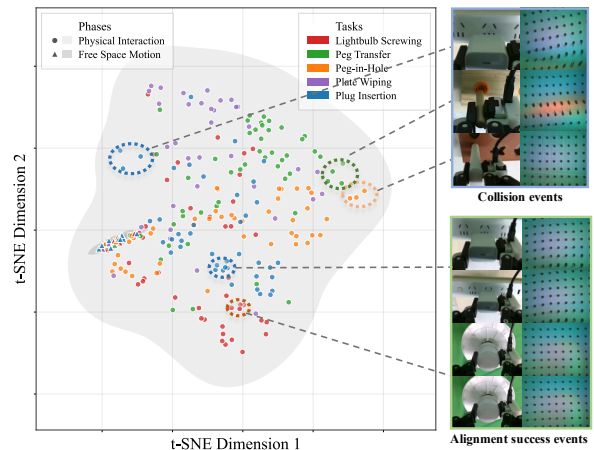 Phases
Physical Interaction
Free Space Motion
Tasks
Lightbulb Screwing
Peg Transfer
Peg-in-Hole
Plate Wiping
Plug Insertion
t-SNE Dimension 2
t-SNE Dimension 1
Collision events
Alignment success events